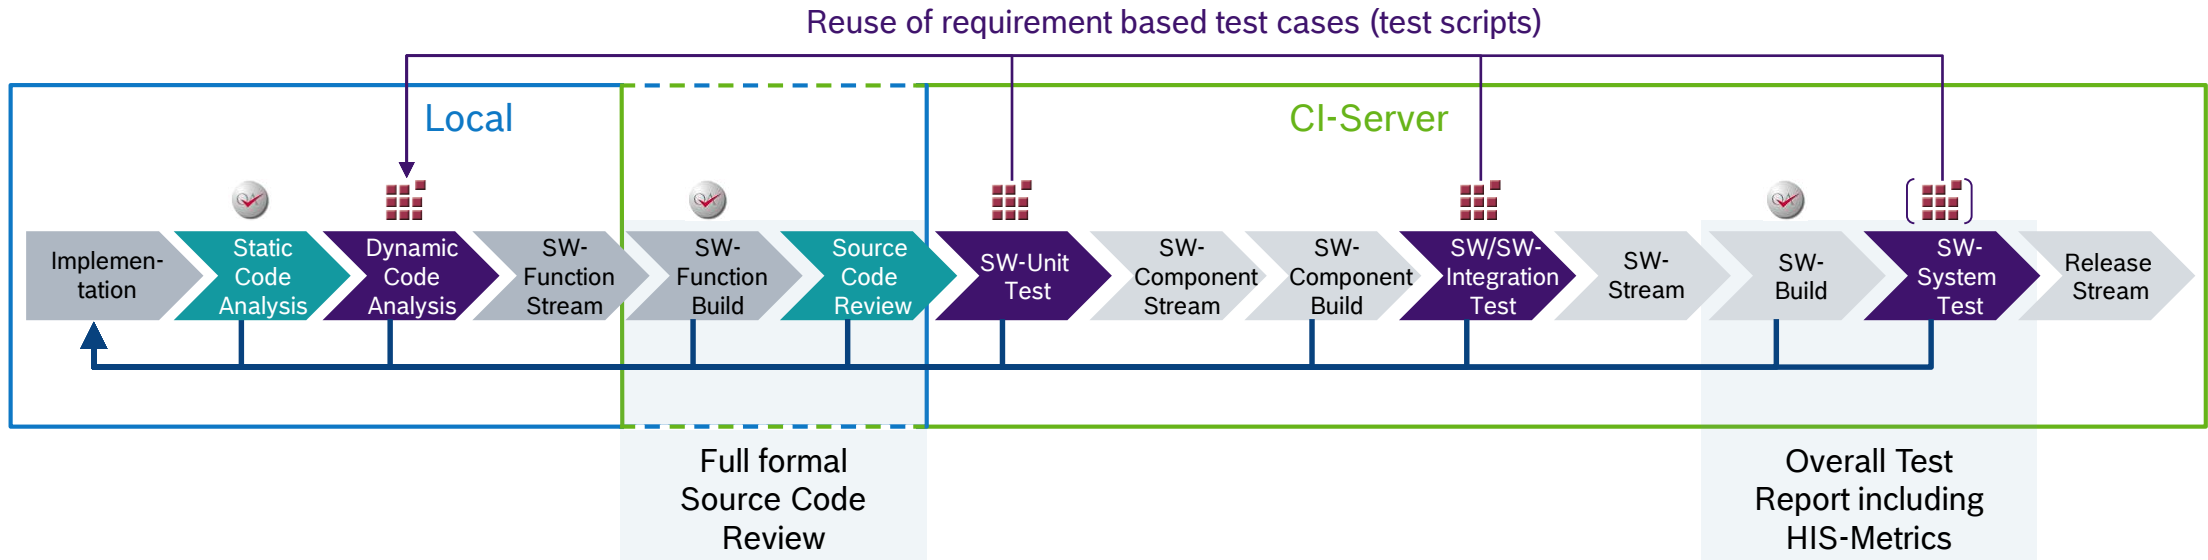 Reuse of requirement based test cases (test scripts)
Local
CI-Server
QA
QA
QA
Implemen-
tation
Static
Code
Analysis
Dynamic
Code
Analysis
SW-
Function
Stream
SW-
Function
Build
Source
Code
Review
SW-Unit
Test
SW-
Component
Stream
SW-
Component
Build
SW/SW-
Integration
Test
SW-
Stream
SW-
Build
SW-
System
Test
Release
Stream
Full formal
Source Code
Review
Overall Test
Report including
HIS-Metrics